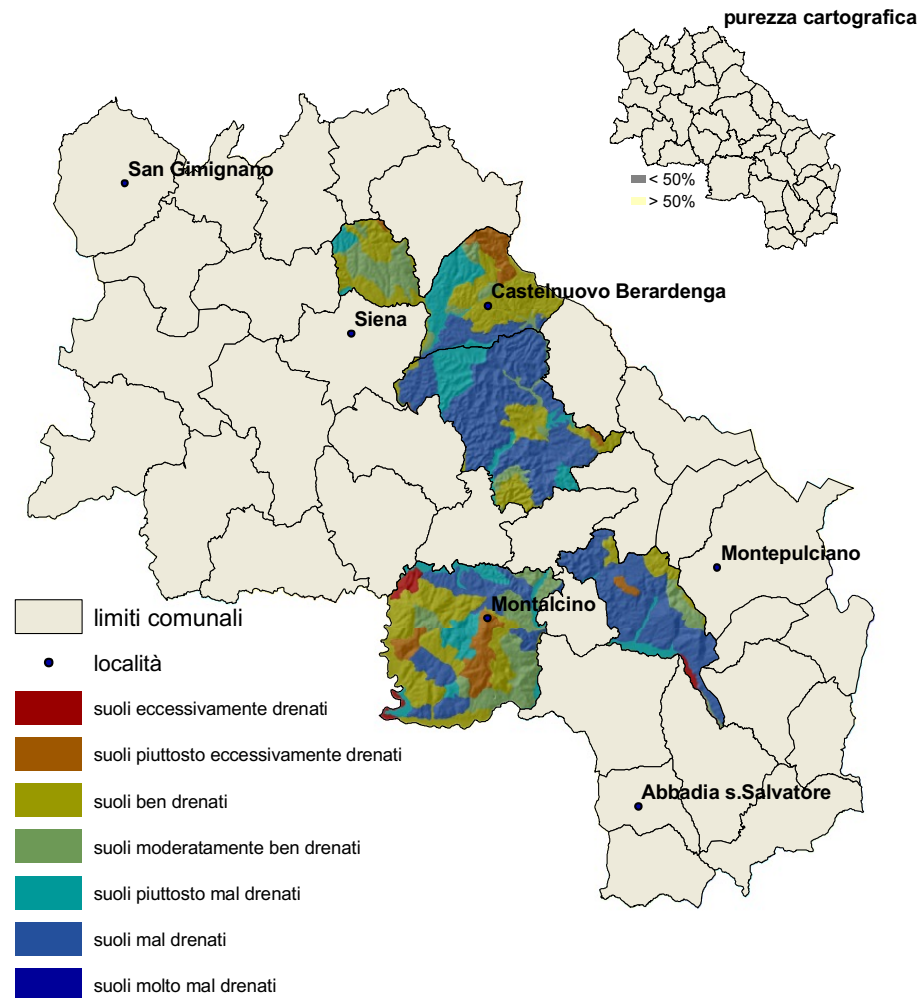 purezza cartografica
< 50%
> 50%
San Gimignano
Castelnuovo Berardenga
Siena
Montepulciano
Montalcino
Abbadia s.Salvatore
limiti comunali
località
suoli eccessivamente drenati
suoli piuttosto eccessivamente drenati
suoli ben drenati
suoli moderatamente ben drenati
suoli piuttosto mal drenati
suoli mal drenati
suoli molto mal drenati